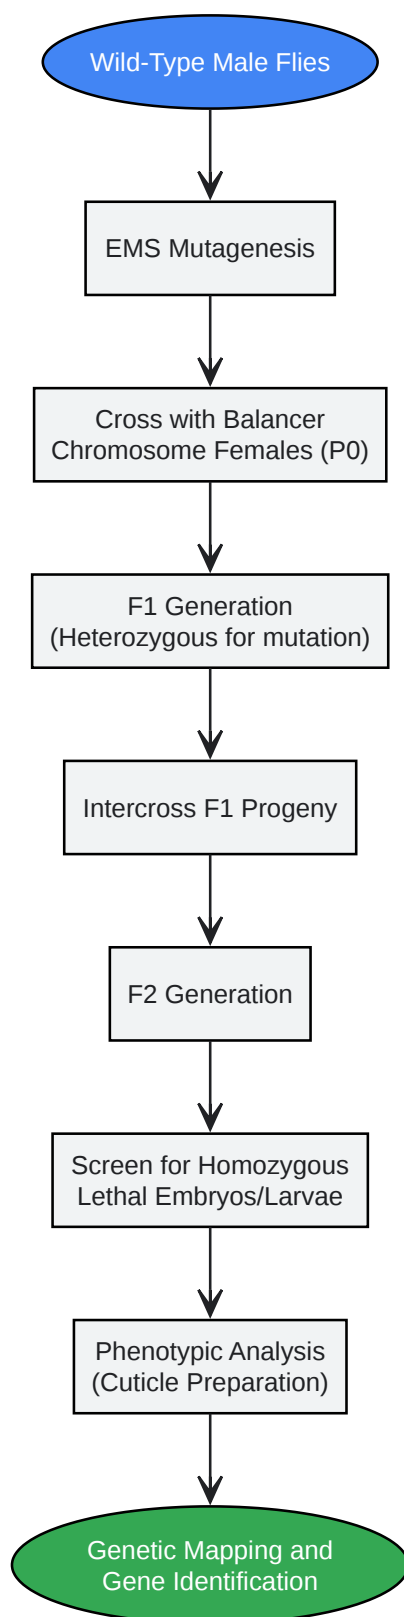 Wild-Type Male Flies
EMS Mutagenesis
Cross with Balancer
Chromosome Females (P0)
F1 Generation
(Heterozygous for mutation)
Intercross F1 Progeny
F2 Generation
Screen for Homozygous
Lethal Embryos/Larvae
Phenotypic Analysis
(Cuticle Preparation)
Genetic Mapping and
Gene Identification